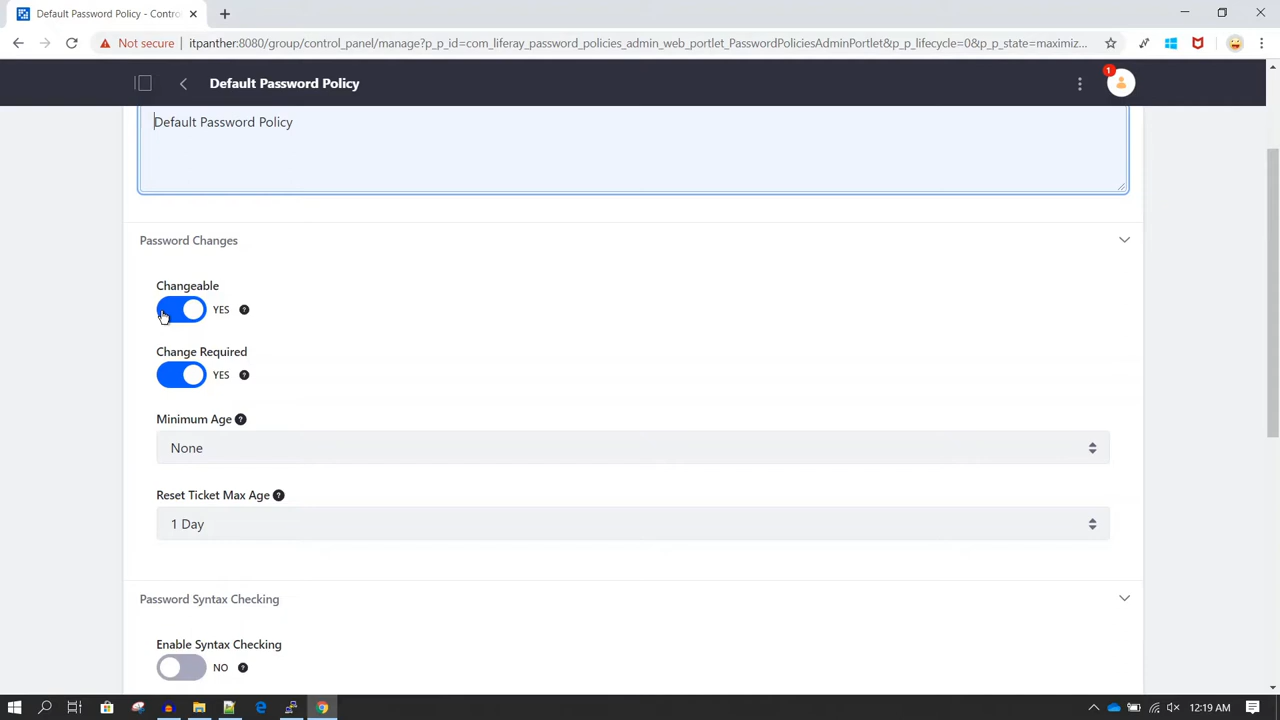 Default Password Policy - Contro
Not secure
itpanther:8080/group/control_panel/manage?p_p_id=com_liferay_password_policies_admin_web_portlet_PasswordPoliciesAdminPortlet&p_p_lifecycle=0&p_p_state=maximiz...
Default Password Policy
1
Default Password Policy
Password Changes
Changeable
YES
Change Required
YES
Minimum Age
None
Reset Ticket Max Age
1 Day
Password Syntax Checking
Enable Syntax Checking
NO
12:19 AM